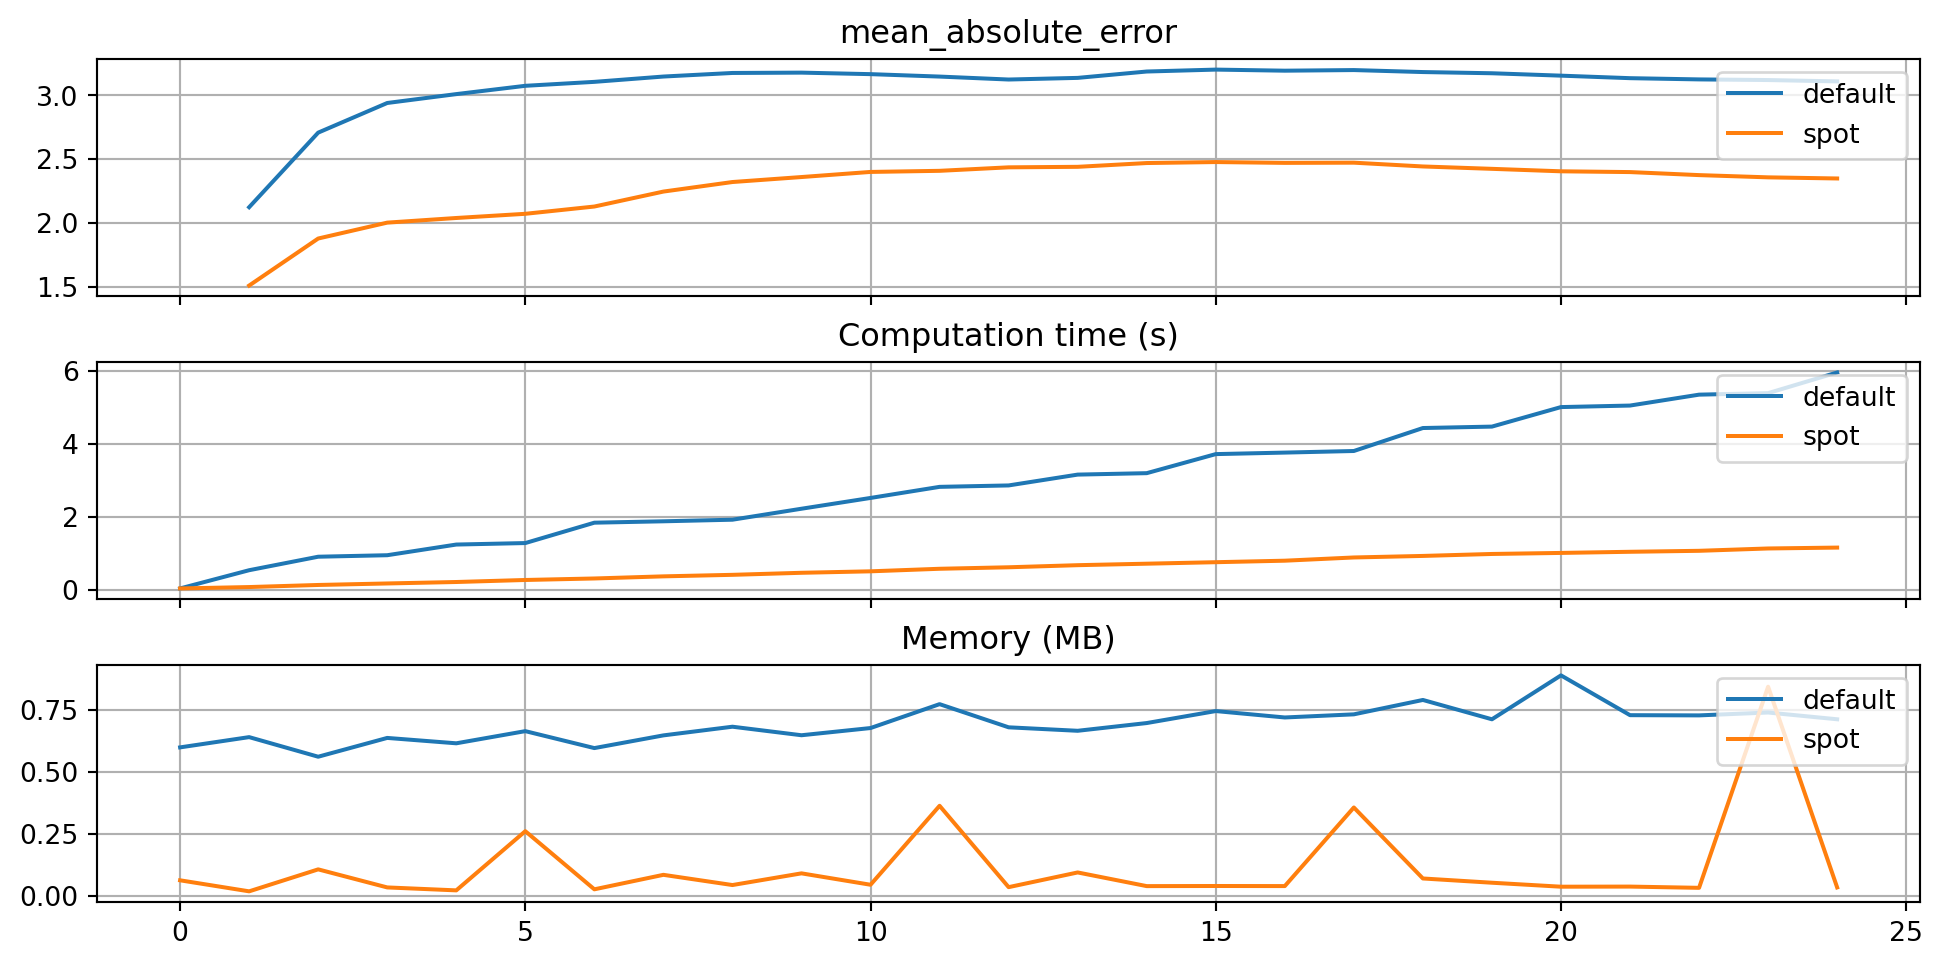 mean_absolute_error
3.0
2.5
2.0
1.5
default
spot
Computation time (s)
6
4
2
0
default
spot
Memory (MB)
0.75
0.50
0.25
0.00
default
spot
0 5 10 15 20 25